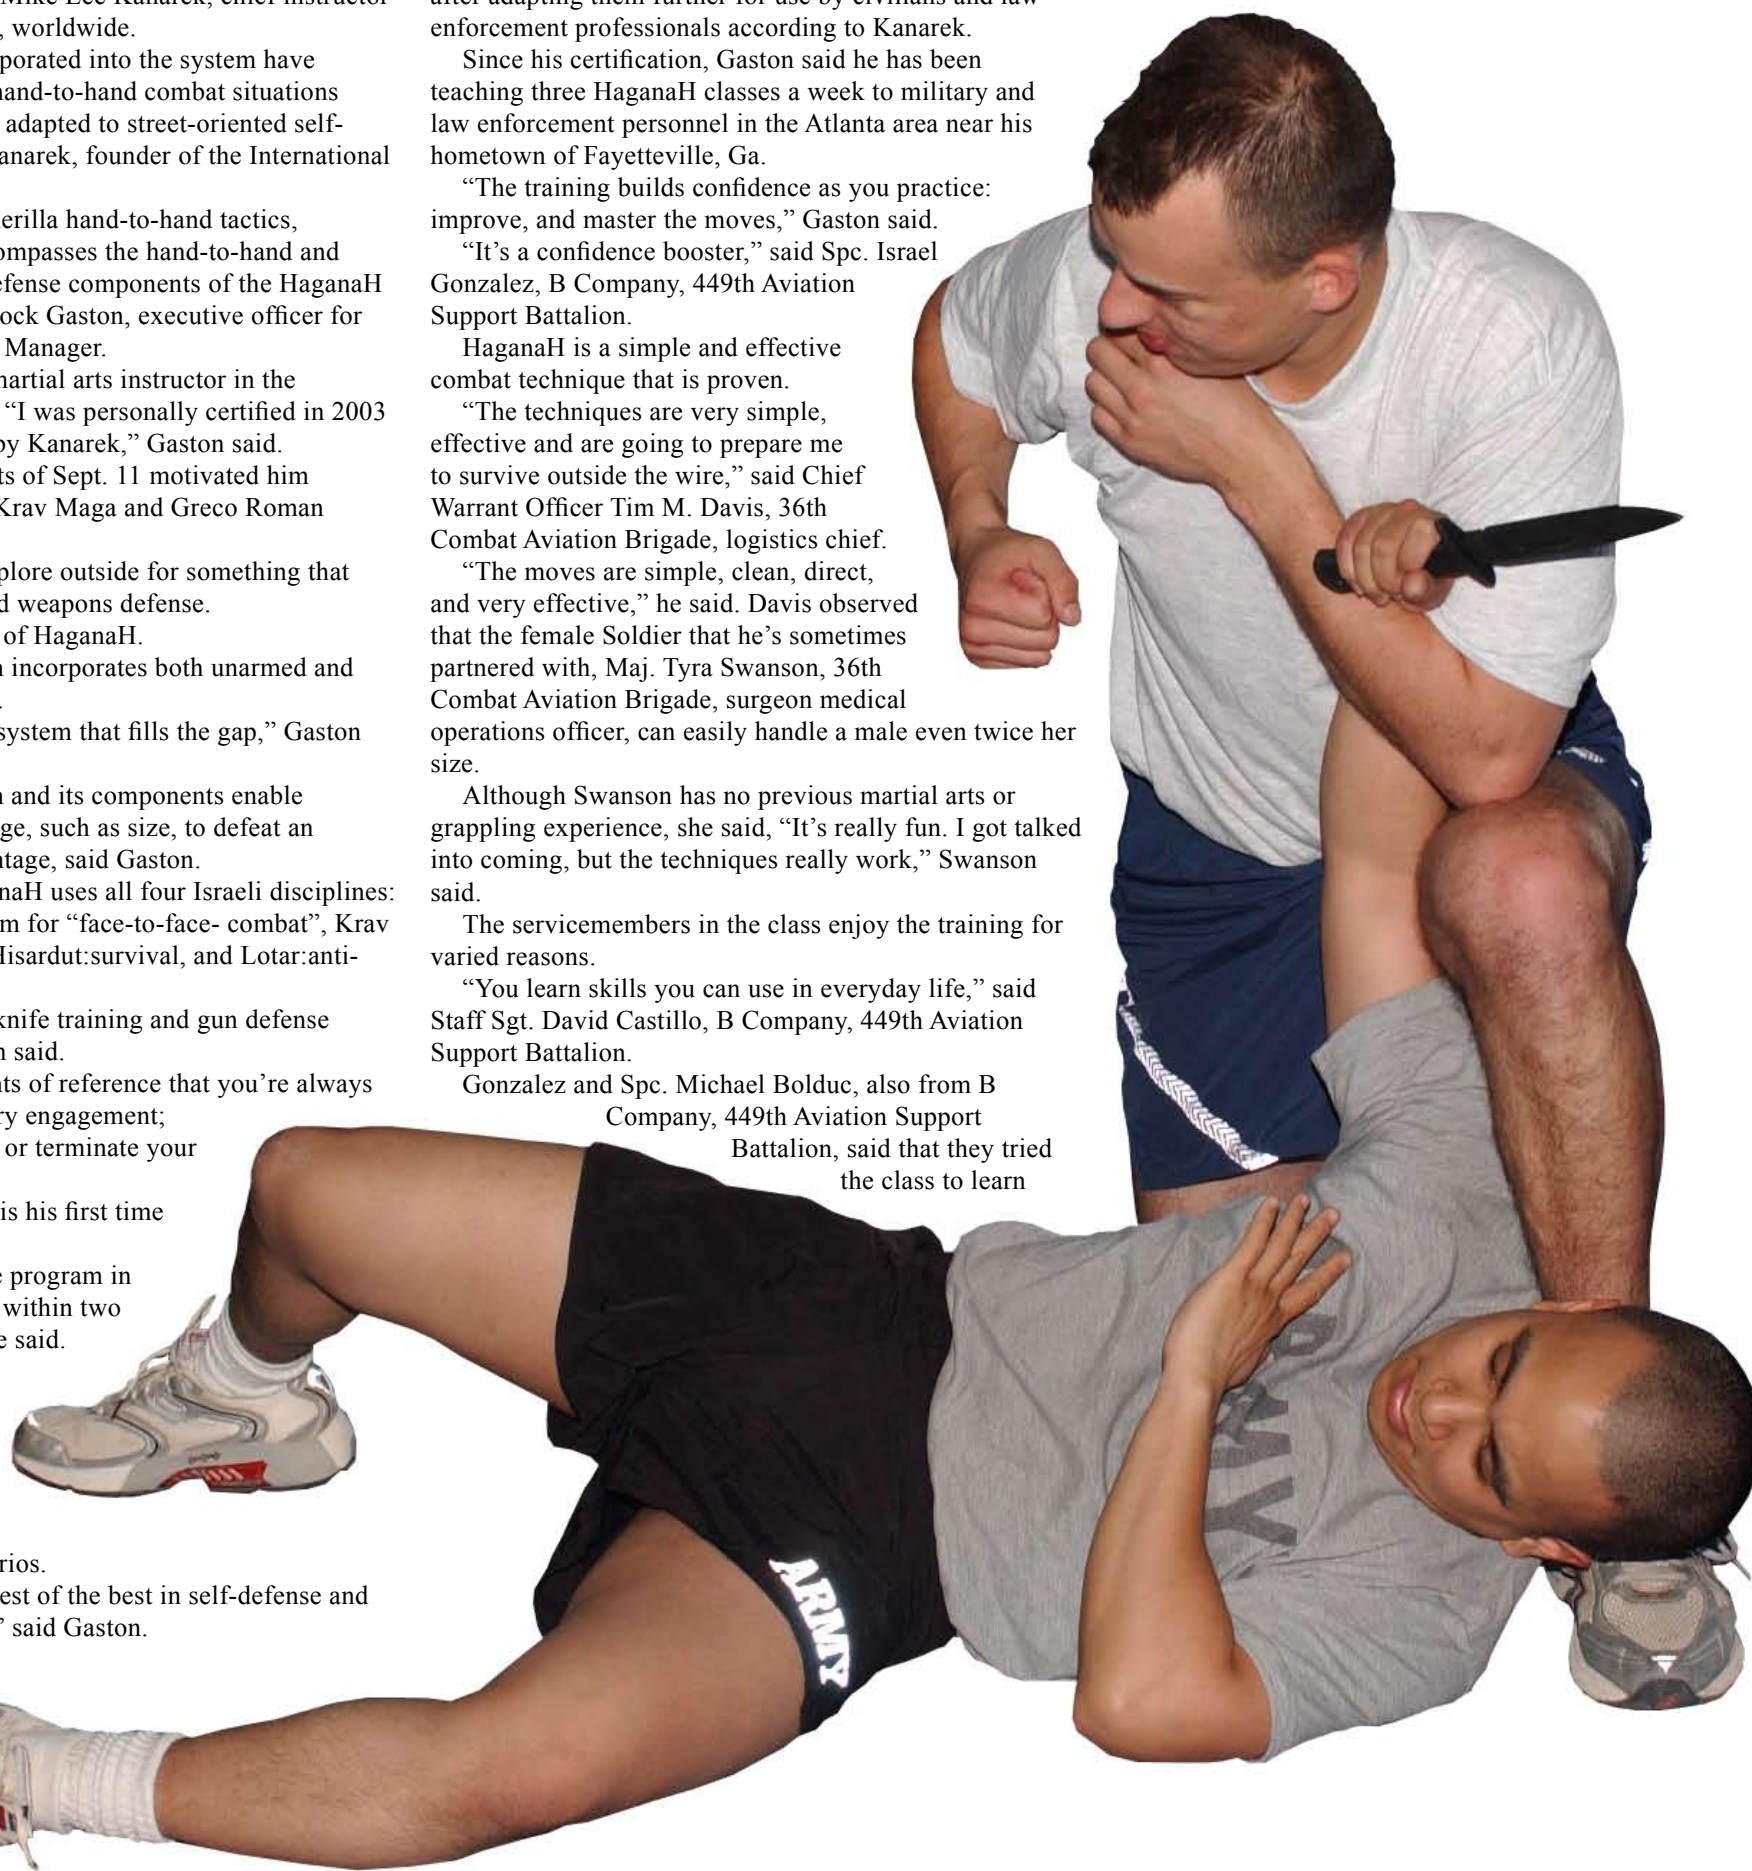 Mike Lee Kanarek, chief instructor
, worldwide.
porated into the system have
hand-to-hand combat situations
adapted to street-oriented self-
anarek, founder of the International
erilla hand-to-hand tactics,
ompasses the hand-to-hand and
efense components of the HaganaH
ock Gaston, executive officer for
Manager.
martial arts instructor in the
“I was personally certified in 2003
by Kanarek,” Gaston said.
ts of Sept. 11 motivated him
Krav Maga and Greco Roman
plore outside for something that
d weapons defense.
of HaganaH.
n incorporates both unarmed and
.
system that fills the gap,” Gaston
n and its components enable
ge, such as size, to defeat an
ntage, said Gaston.
naH uses all four Israeli disciplines:
m for “face-to-face- combat”, Krav
Hisardut:survival, and Lotar:anti-
knife training and gun defense
n said.
nts of reference that you’re always
ry engagement;
or terminate your
is his first time
e program in
within two
e said.
rios.
est of the best in self-defense and
” said Gaston.
after adapting them further for use by civilians and law
enforcement professionals according to Kanarek.
Since his certification, Gaston said he has been
teaching three HaganaH classes a week to military and
law enforcement personnel in the Atlanta area near his
hometown of Fayetteville, Ga.
“The training builds confidence as you practice:
improve, and master the moves,” Gaston said.
“It’s a confidence booster,” said Spc. Israel
Gonzalez, B Company, 449th Aviation
Support Battalion.
HaganaH is a simple and effective
combat technique that is proven.
“The techniques are very simple,
effective and are going to prepare me
to survive outside the wire,” said Chief
Warrant Officer Tim M. Davis, 36th
Combat Aviation Brigade, logistics chief.
“The moves are simple, clean, direct,
and very effective,” he said. Davis observed
that the female Soldier that he’s sometimes
partnered with, Maj. Tyra Swanson, 36th
Combat Aviation Brigade, surgeon medical
operations officer, can easily handle a male even twice her
size.
Although Swanson has no previous martial arts or
grappling experience, she said, “It’s really fun. I got talked
into coming, but the techniques really work,” Swanson
said.
The servicemembers in the class enjoy the training for
varied reasons.
“You learn skills you can use in everyday life,” said
Staff Sgt. David Castillo, B Company, 449th Aviation
Support Battalion.
Gonzalez and Spc. Michael Bolduc, also from B
Company, 449th Aviation Support
Battalion, said that they tried
the class to learn
ARMY